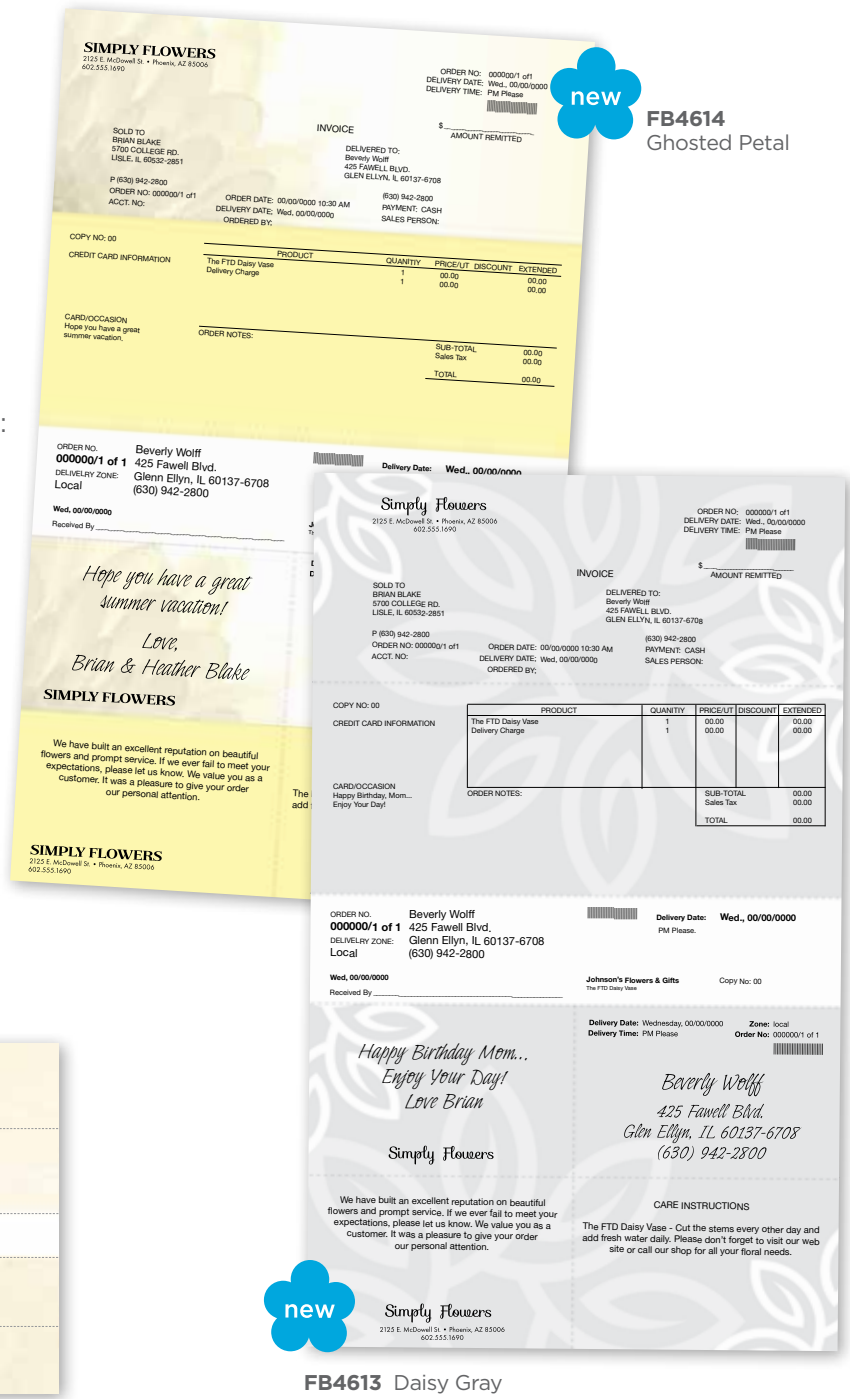 SIMPLY FLOWERS
2125 E. McDowell St. • Phoenix, AZ 85006
602.555.1690
ORDER NO: 000000/1 of1
DELIVERY DATE: Wed., 00/00/0000
DELIVERY TIME: PM Please
new
FB4614
Ghosted Petal
INVOICE
$
AMOUNT REMITTED
SOLD TO
BRIAN BLAKE
5700 COLLEGE RD.
LISLE, IL 60532-2851
DELIVERED TO:
Beverly Wolff
425 FAWELL BLVD.
GLEN ELLYN, IL 60137-6708
P (630) 942-2800
ORDER NO: 000000/1 of1
ACCT. NO:
ORDER DATE: 00/00/0000 10:30 AM
DELIVERY DATE; Wed, 00/00/0000
ORDERED BY;
(630) 942-2800
PAYMENT: CASH
SALES PERSON:
COPY NO: 00
CREDIT CARD INFORMATION
PRODUCT QUANITIY PRICE/UT DISCOUNT EXTENDED
The FTD Daisy Vase 1 00.00 00.00
Delivery Charge 1 00.00 00.00
CARD/OCCASION
Hope you have a great
summer vacation.
ORDER NOTES:
SUB-TOTAL 00.00
Sales Tax 00.00
TOTAL 00.00
:
ORDER NO.
000000/1 of 1
DELIVELRY ZONE:
Local
Beverly Wolff
425 Fawell Blvd.
Glenn Ellyn, IL 60137-6708
(630) 942-2800
Delivery Date: Wed., 00/00/0000
Wed, 00/00/0000
Received By
Hope you have a great
summer vacation!
Love,
Brian & Heather Blake
SIMPLY FLOWERS
We have built an excellent reputation on beautiful
flowers and prompt service. If we ever fail to meet your
expectations, please let us know. We value you as a
customer. It was a pleasure to give your order
our personal attention.
The
add
SIMPLY FLOWERS
2125 E. McDowell St. • Phoenix, AZ 85006
602.555.1690
Simply Flowers
2125 E. McDowell St. • Phoenix, AZ 85006
602.555.1690
ORDER NO; 000000/1 of1
DELIVERY DATE: Wed., 00/00/0000
DELIVERY TIME: PM Please
INVOICE
$
AMOUNT REMITTED
SOLD TO
BRIAN BLAKE
5700 COLLEGE RD.
LISLE, IL 60532-2851
DELIVERED TO:
Beverly Wolff
425 FAWELL BLVD.
GLEN ELLYN, IL 60137-6708
P (630) 942-2800
ORDER NO: 000000/1 of1
ACCT. NO:
ORDER DATE: 00/00/0000 10:30 AM
DELIVERY DATE; Wed, 00/00/0000
ORDERED BY;
(630) 942-2800
PAYMENT: CASH
SALES PERSON:
COPY NO: 00
CREDIT CARD INFORMATION
PRODUCT QUANITIY PRICE/UT DISCOUNT EXTENDED
The FTD Daisy Vase 1 00.00 00.00
Delivery Charge 1 00.00 00.00
CARD/OCCASION
Happy Birthday, Mom...
Enjoy Your Day!
ORDER NOTES:
SUB-TOTAL 00.00
Sales Tax 00.00
TOTAL 00.00
ORDER NO.
000000/1 of 1
DELIVELRY ZONE:
Local
Beverly Wolff
425 Fawell Blvd.
Glenn Ellyn, IL 60137-6708
(630) 942-2800
Delivery Date: Wed., 00/00/0000
PM Please.
Wed, 00/00/0000
Received By
Johnson's Flowers & Gifts
The FTD Daisy Vase
Copy No: 00
Delivery Date: Wednesday, 00/00/0000 Zone: local
Delivery Time: PM Please Order No: 000000/1 of 1
Happy Birthday Mom...
Enjoy Your Day!
Love Brian
Simply Flowers
Beverly Wolff
425 Fawell Blvd.
Glen Ellyn, IL 60137-6708
(630) 942-2800
We have built an excellent reputation on beautiful
flowers and prompt service. If we ever fail to meet your
expectations, please let us know. We value you as a
customer. It was a pleasure to give your order
our personal attention.
CARE INSTRUCTIONS
The FTD Daisy Vase - Cut the stems every other day and
add fresh water daily. Please don't forget to visit our web
site or call our shop for all your floral needs.
new
Simply Flowers
2125 E. McDowell St. • Phoenix, AZ 85006
602.555.1690
FB4613 Daisy Gray